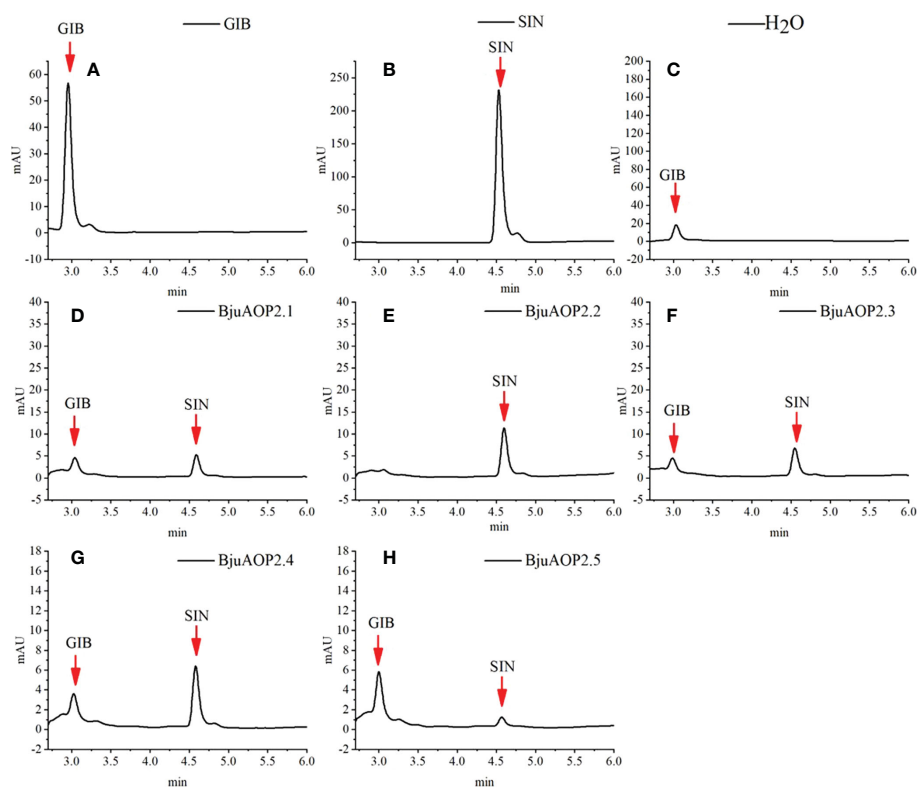 GIB
SIN
H2O
GIB
A
60
50
40
30
20
10
0
-10
mAU
3.0 3.5 4.0 4.5 5.0 5.5 6.0
min
SIN
B
250
200
150
100
50
0
mAU
3.0 3.5 4.0 4.5 5.0 5.5 6.0
min
C
GIB
200
180
160
140
120
100
80
60
40
20
0
-20
mAU
3.0 3.5 4.0 4.5 5.0 5.5 6.0
min
D
BjuAOP2.1
GIB
SIN
40
35
30
25
20
15
10
5
0
-5
mAU
3.0 3.5 4.0 4.5 5.0 5.5 6.0
min
E
BjuAOP2.2
SIN
40
35
30
25
20
15
10
5
0
-5
mAU
3.0 3.5 4.0 4.5 5.0 5.5 6.0
min
F
BjuAOP2.3
GIB
SIN
40
35
30
25
20
15
10
5
0
-5
mAU
3.0 3.5 4.0 4.5 5.0 5.5 6.0
min
G
BjuAOP2.4
GIB
SIN
18
16
14
12
10
8
6
4
2
0
-2
mAU
3.0 3.5 4.0 4.5 5.0 5.5 6.0
min
H
BjuAOP2.5
GIB
SIN
18
16
14
12
10
8
6
4
2
0
-2
mAU
3.0 3.5 4.0 4.5 5.0 5.5 6.0
min